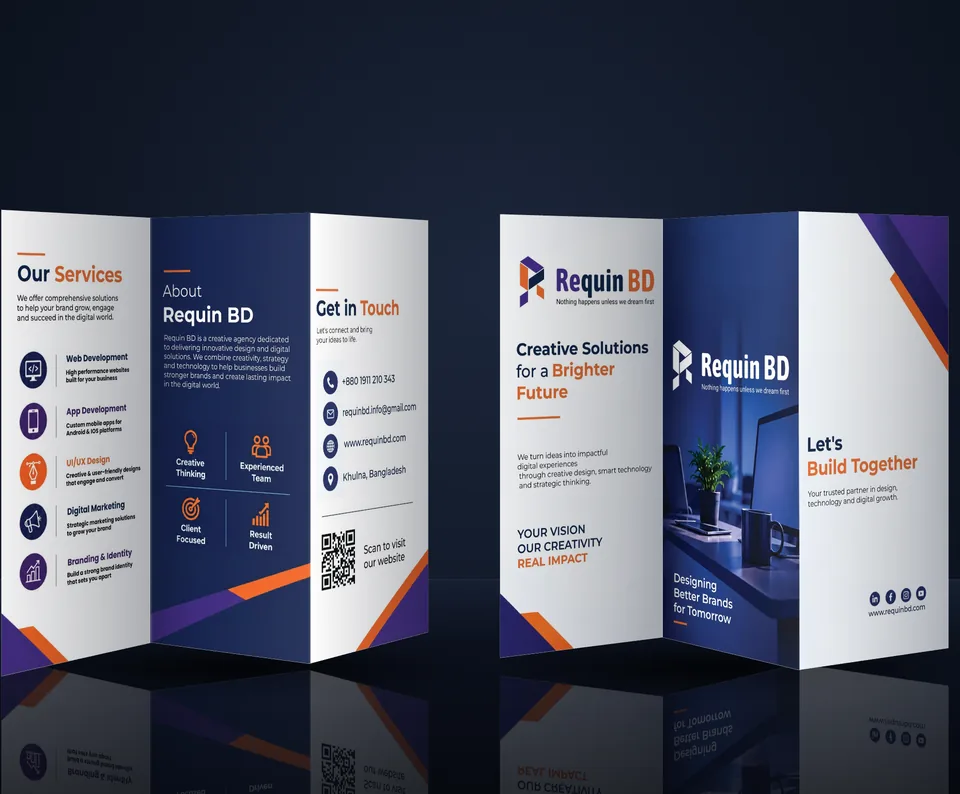 Our Services
We offer comprehensive solutions
to help your brand grow, engage
and succeed in the digital world.
Web Development
High performance websites
built for your business
App Development
Custom mobile apps for
Android & iOS platforms
UI/UX Design
Creative & user-friendly designs
that engage and convert
Digital Marketing
Strategic marketing solutions
to grow your brand
Branding & Identity
Build a strong brand identity
that sets you apart
About
Requin BD
Requin BD is a creative agency dedicated
to delivering innovative design and digital
solutions. We combine creativity, strategy
and technology to help businesses build
stronger brands and create lasting impact
in the digital world.
Creative
Thinking
Experienced
Team
Client
Focused
Result
Driven
Get in Touch
Let's connect and bring
your ideas to life.
+880 1911 210 343
requinbd.info@gmail.com
www.requinbd.com
Khulna, Bangladesh
Scan to visit
our website
Requin BD
Nothing happens unless we dream first
Creative Solutions
for a Brighter
Future
We turn ideas into impactful
digital experiences
through creative design, smart technology
and strategic thinking.
YOUR VISION
OUR CREATIVITY
REAL IMPACT
Requin BD
Nothing happens unless we dream first
Designing
Better Brands
for Tomorrow
Let's
Build Together
Your trusted partner in design,
technology and digital growth.
www.requinbd.com